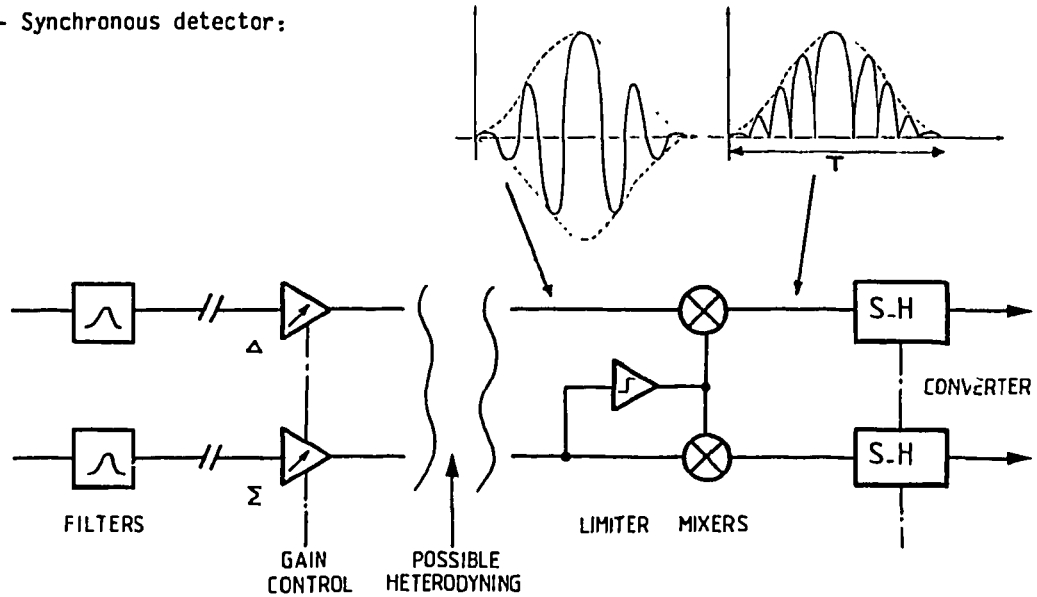 - Synchronous detector:
T
S-H
Δ
CONVERTER
S-H
Σ
FILTERS
LIMITER MIXERS
GAIN
CONTROL
POSSIBLE
HETERODYNING